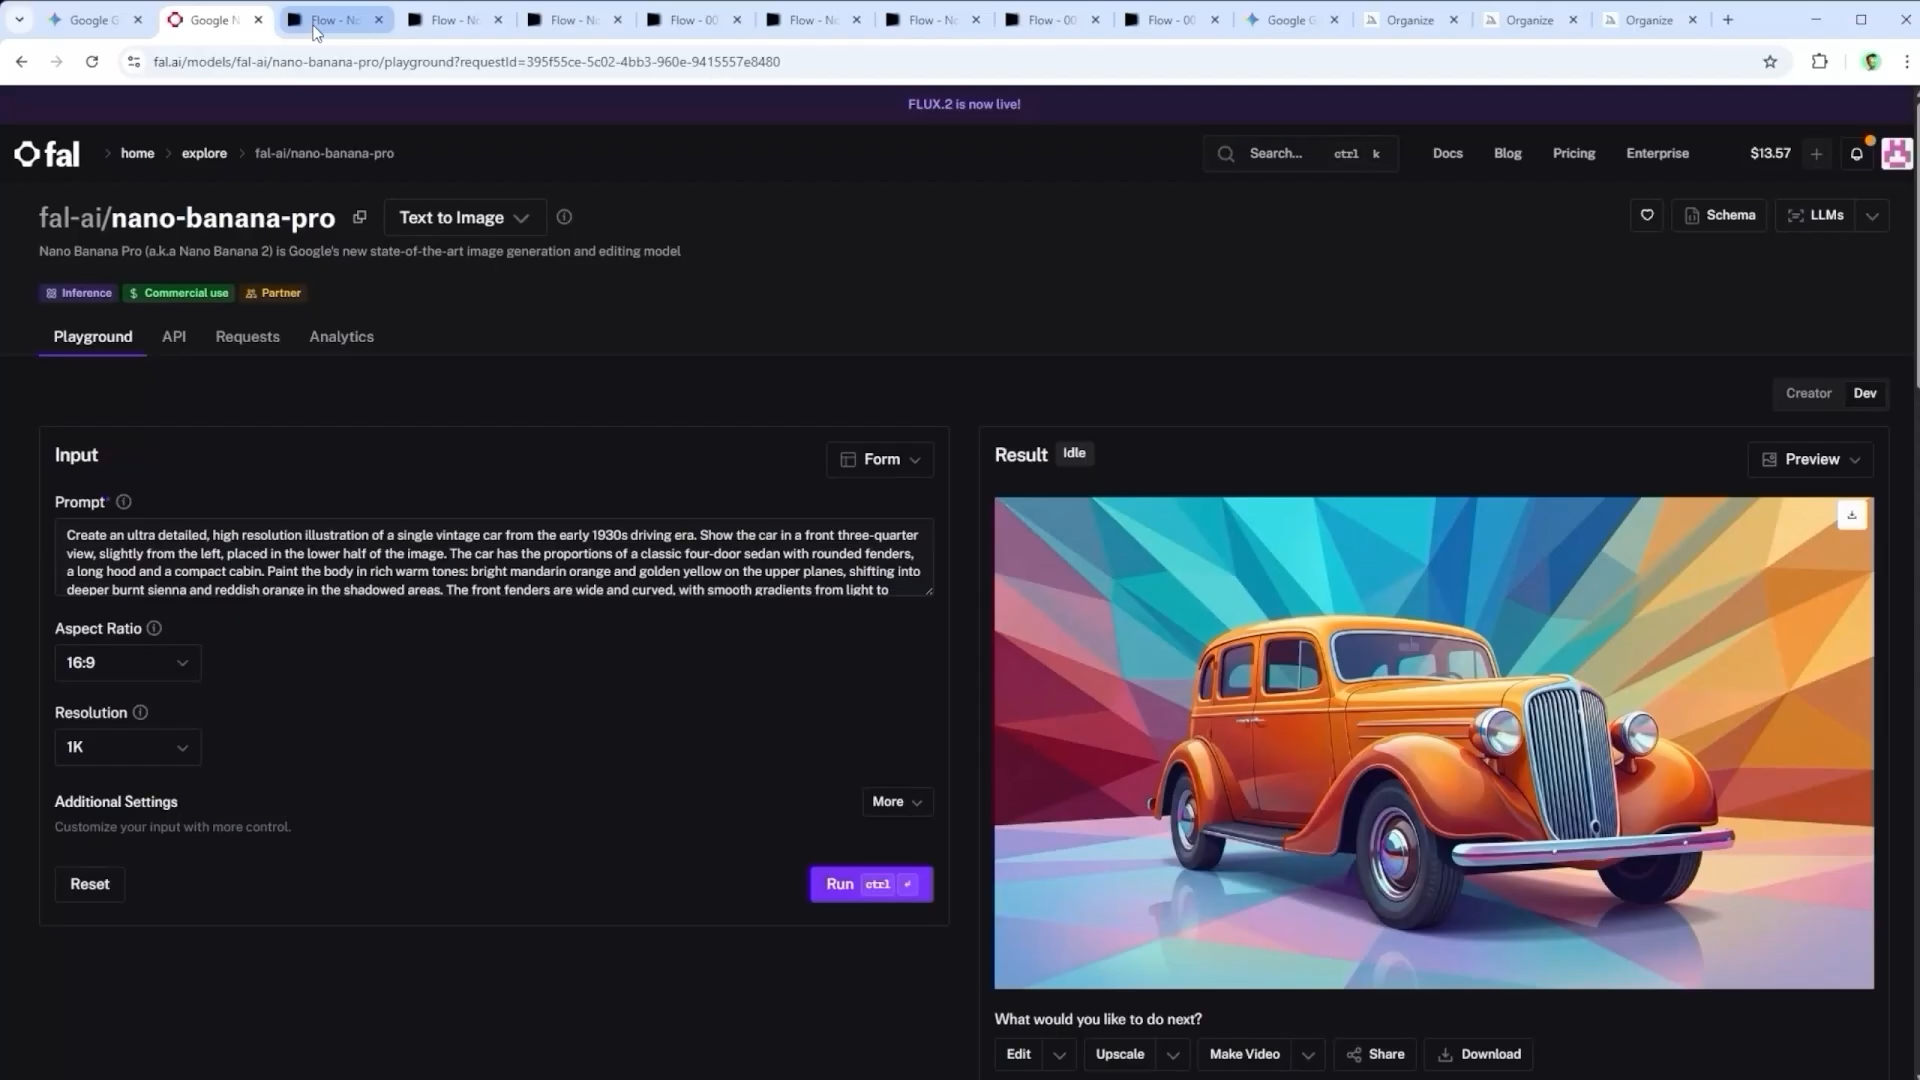 Google G
Google N
Flow - No
Flow - No
Flow - No
Flow - 00
Flow - No
Flow - No
Flow - 00
Flow - 00
Google G
Organize
Organize
Organize
fal.ai/models/fal-ai/nano-banana-pro/playground?requestId=395f55ce-5c02-4bb3-960e-9415557e8480
FLUX.2 is now live!
fal > home > explore > fal-ai/nano-banana-pro
Search... ctrl k
Docs Blog Pricing Enterprise $13.57
fal-ai/nano-banana-pro
Text to Image
Schema
LLMs
Nano Banana Pro (a.k.a Nano Banana 2) is Google's new state-of-the-art image generation and editing model
Inference $ Commercial use Partner
Playground API Requests Analytics
Creator Dev
Input
Form
Prompt*
Create an ultra detailed, high resolution illustration of a single vintage car from the early 1930s driving era. Show the car in a front three-quarter
view, slightly from the left, placed in the lower half of the image. The car has the proportions of a classic four-door sedan with rounded fenders,
a long hood and a compact cabin. Paint the body in rich warm tones: bright mandarin orange and golden yellow on the upper planes, shifting into
deeper burnt sienna and reddish orange in the shadowed areas. The front fenders are wide and curved, with smooth gradients from light to
Aspect Ratio
16:9
Resolution
1K
Additional Settings
More
Customize your input with more control.
Reset
Run ctrl
Result Idle
Preview
What would you like to do next?
Edit
Upscale
Make Video
Share
Download